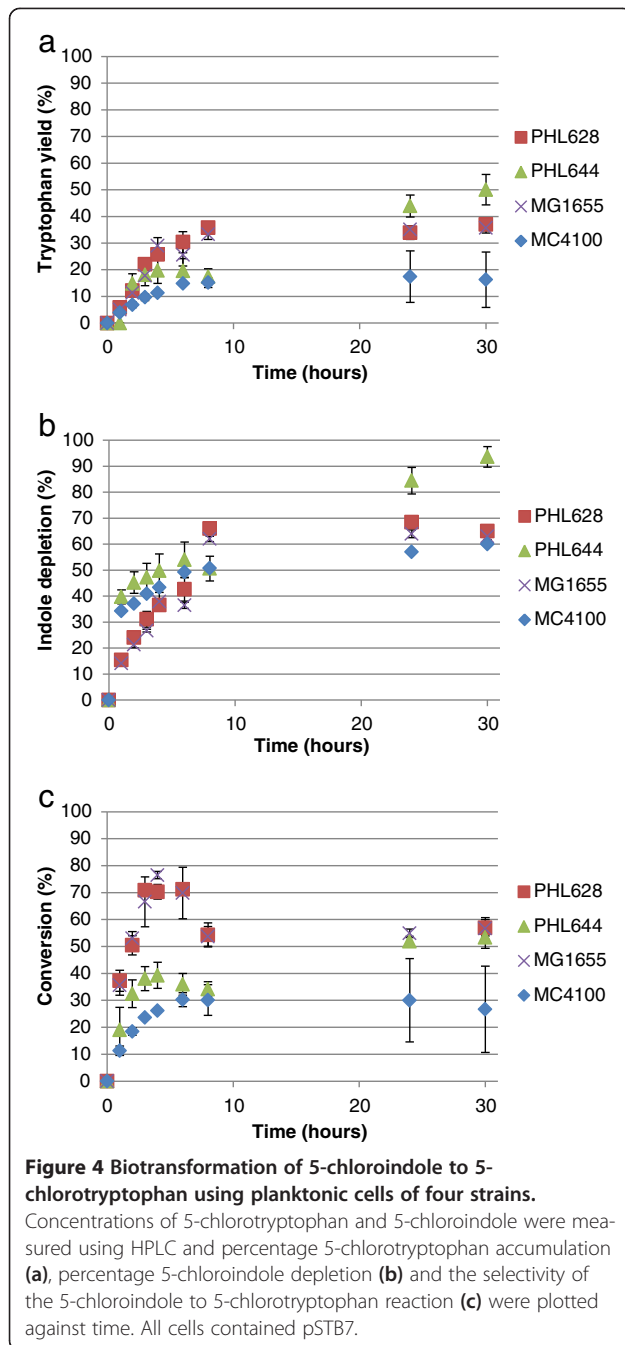 a
100
90
80
70
60
50
40
30
20
10
0
Tryptophan yield (%)
0 10 20 30
Time (hours)
PHL628
PHL644
MG1655
MC4100
b
100
90
80
70
60
50
40
30
20
10
0
Indole depletion (%)
0 10 20 30
Time (hours)
PHL628
PHL644
MG1655
MC4100
c
100
90
80
70
60
50
40
30
20
10
0
Conversion (%)
0 10 20 30
Time (hours)
PHL628
PHL644
MG1655
MC4100
Figure 4 Biotransformation of 5-chloroindole to 5-
chlorotryptophan using planktonic cells of four strains.
Concentrations of 5-chlorotryptophan and 5-chloroindole were mea-
sured using HPLC and percentage 5-chlorotryptophan accumulation
(a), percentage 5-chloroindole depletion (b) and the selectivity of
the 5-chloroindole to 5-chlorotryptophan reaction (c) were plotted
against time. All cells contained pSTB7.